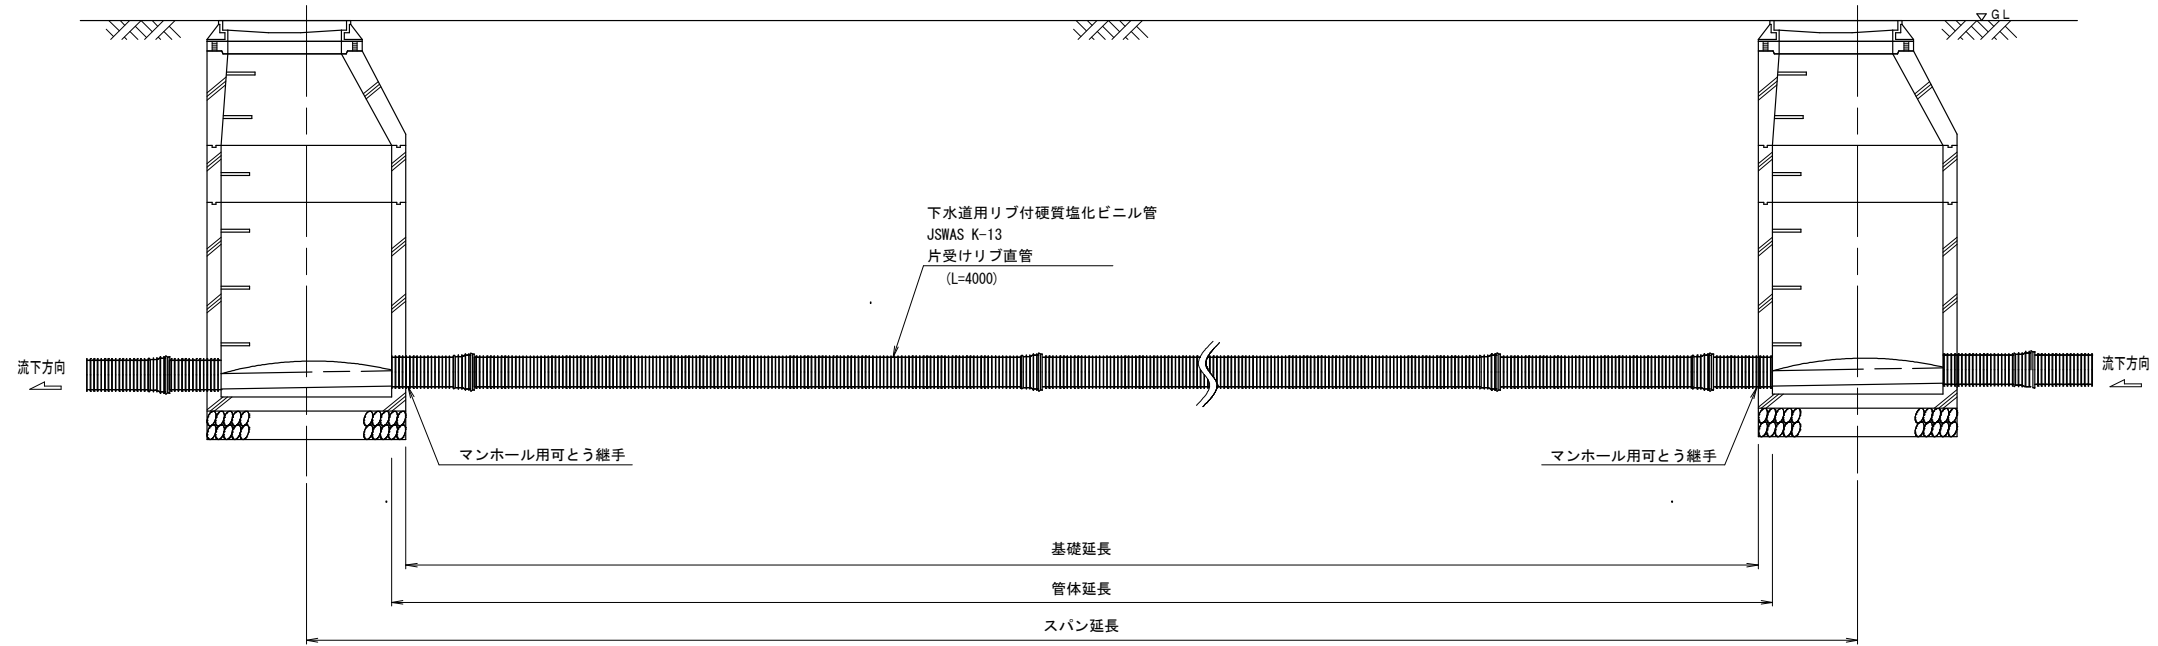 GL
下水道用リブ付硬質塩化ビニル管
JSWAS K-13
片受けリブ直管
(L=4000)
流下方向
流下方向
マンホール用可とう継手
マンホール用可とう継手
基礎延長
管体延長
スパン延長